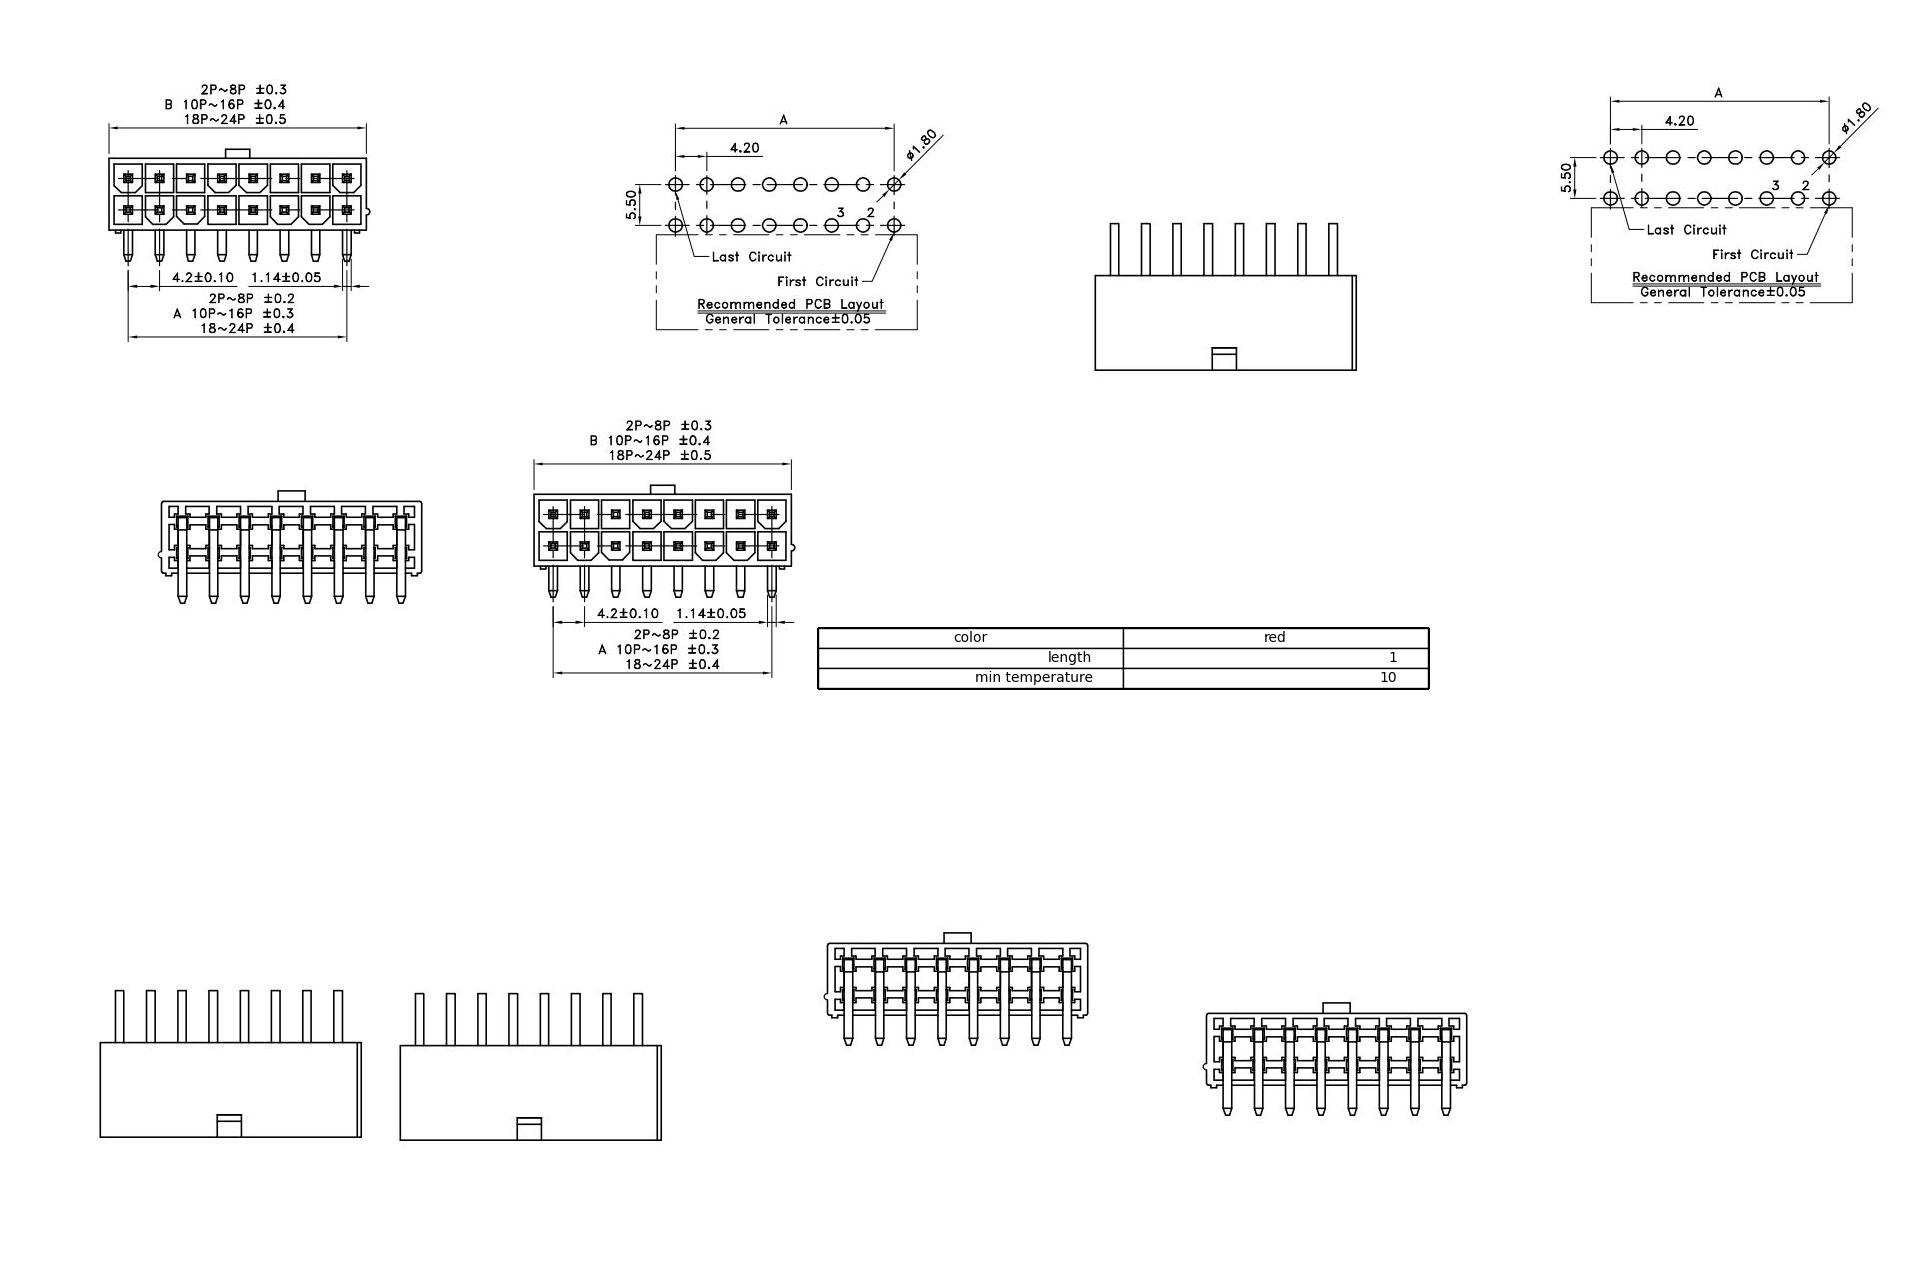 2P~8P ±0.3
B 10P~16P ±0.4
18P~24P ±0.5
4.2±0.10 1.14±0.05
2P~8P ±0.2
A 10P~16P ±0.3
18~24P ±0.4
A
4.20
ø1.80
5.50
3 2
Last Circuit
First Circuit
Recommended PCB Layout
General Tolerance±0.05
A
4.20
ø1.80
5.50
3 2
Last Circuit
First Circuit
Recommended PCB Layout
General Tolerance±0.05
2P~8P ±0.3
B 10P~16P ±0.4
18P~24P ±0.5
4.2±0.10 1.14±0.05
2P~8P ±0.2
A 10P~16P ±0.3
18~24P ±0.4
color red
length 1
min temperature 10